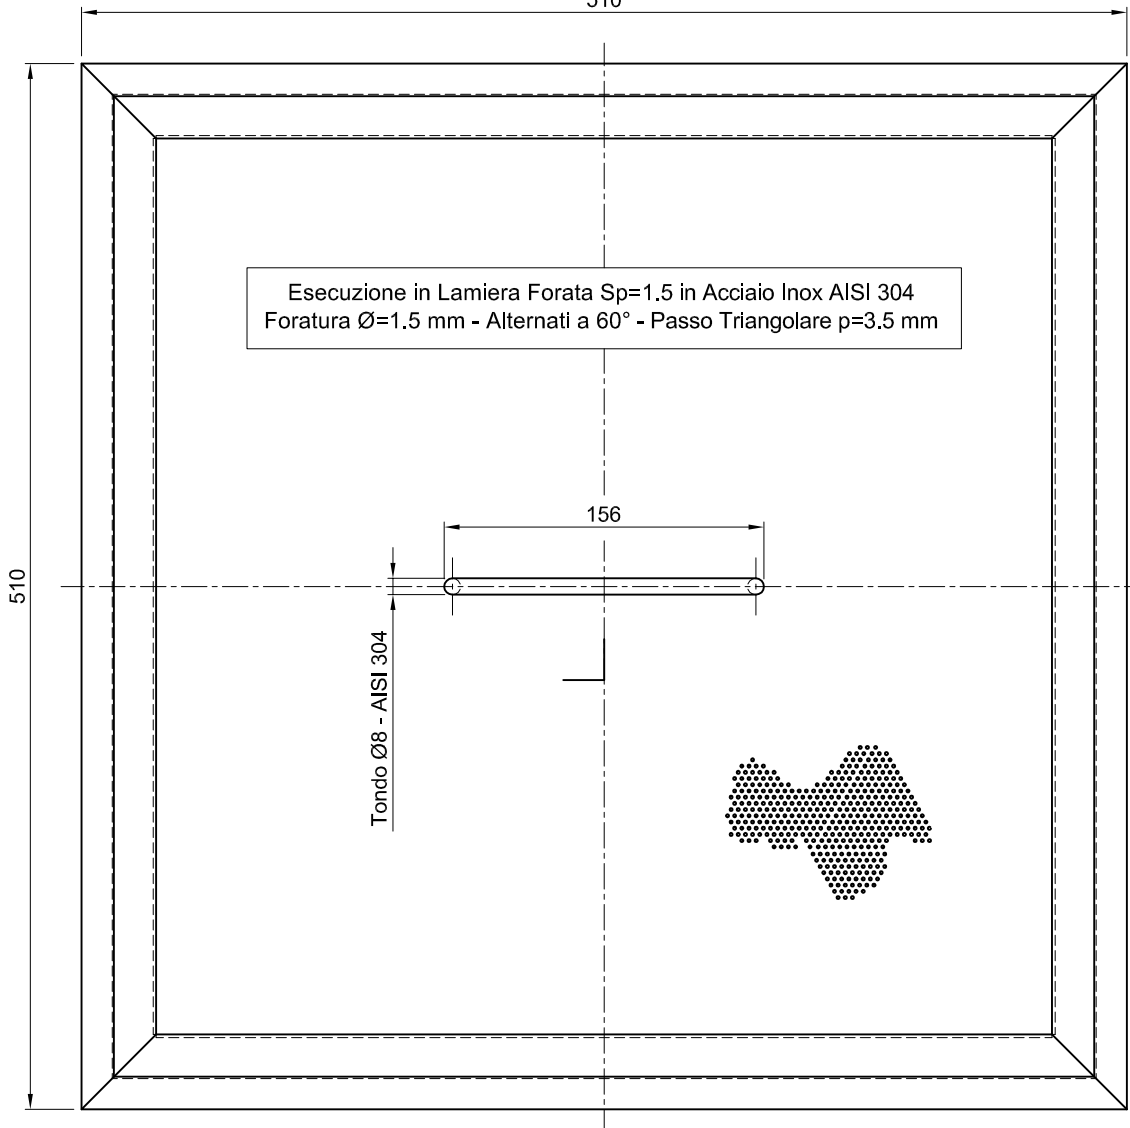 510
Esecuzione in Lamiera Forata Sp=1.5 in Acciaio Inox AISI 304
Foratura Ø=1.5 mm - Alternati a 60° - Passo Triangolare p=3.5 mm
156
510
Tondo Ø8 - AISI 304